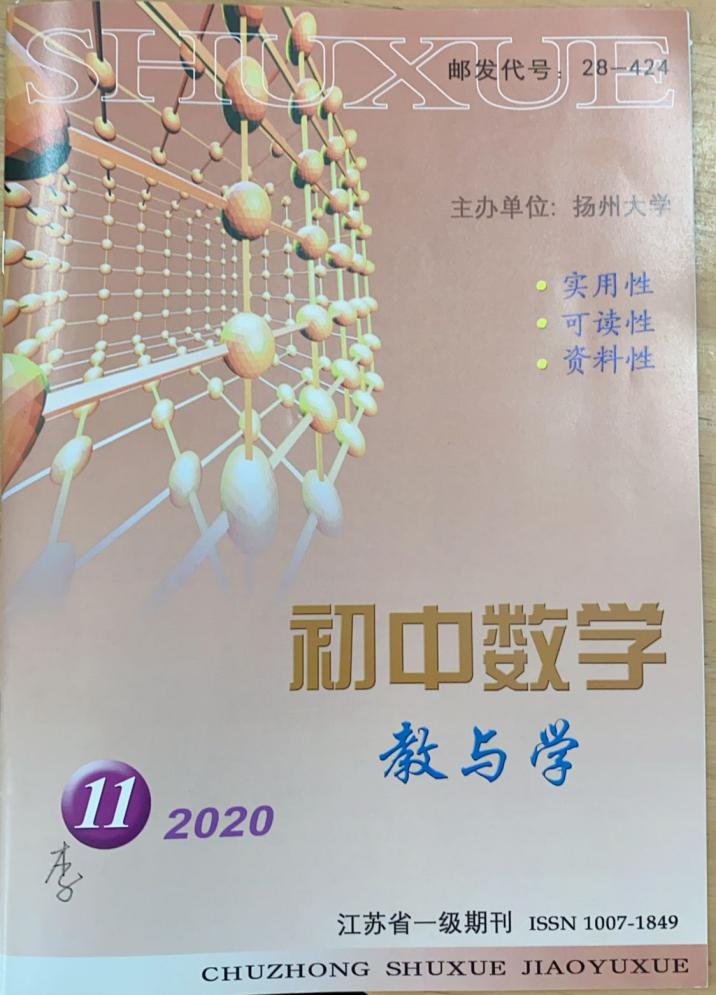 SHUXUE
邮发代号：28-424
主办单位：扬州大学
实用性
可读性
资料性
初中数学
教与学
11 2020
李
江苏省一级期刊 ISSN 1007-1849
CHUZHONG SHUXUE JIAOYUXUE